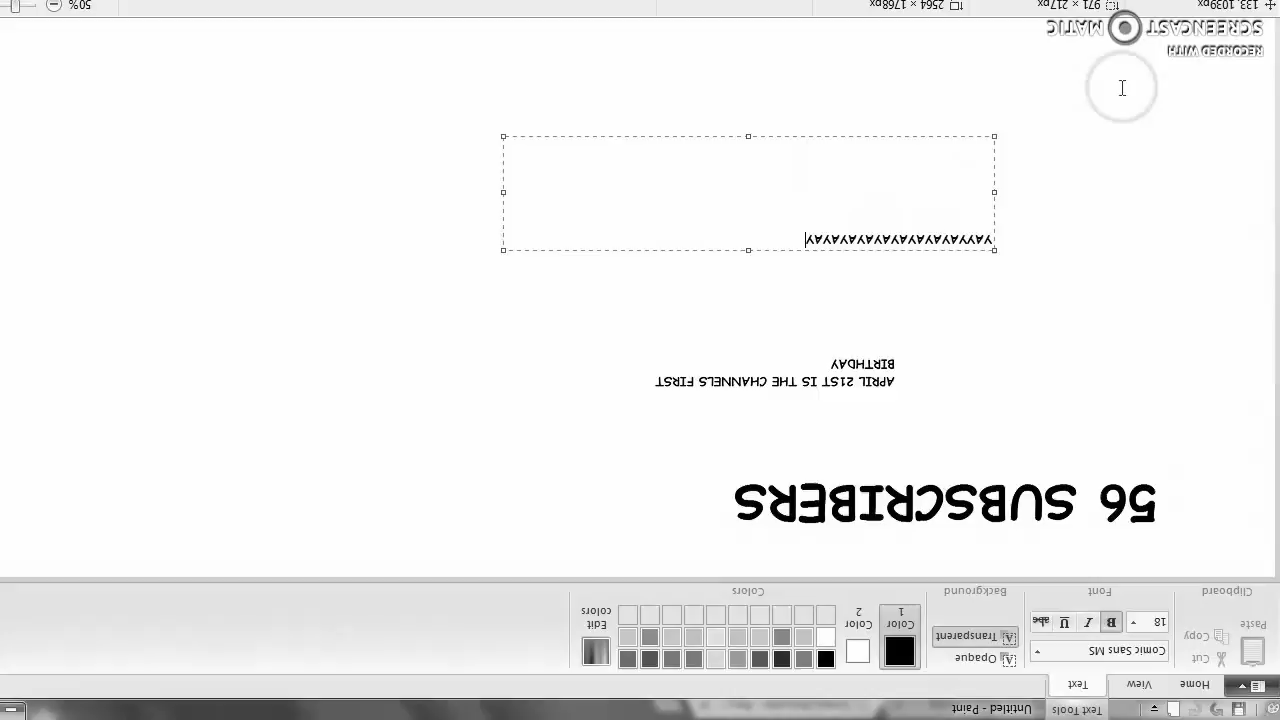 Text Tools Untitled - Paint
Home View Text
Paste Cut Copy Comic Sans MS 18 B I U abc Opaque Transparent Color 1 Color 2 Edit colors
Clipboard Font Background Colors
56 SUBSCRIBERS
APRIL 21ST IS THE CHANNELS FIRST
BIRTHDAY
YAYYAYAYAYAYAYAYAYAYAY
RECORDED WITH
SCREENCAST MATIC
133, 1039px 971 × 217px 2564 × 1768px 50%